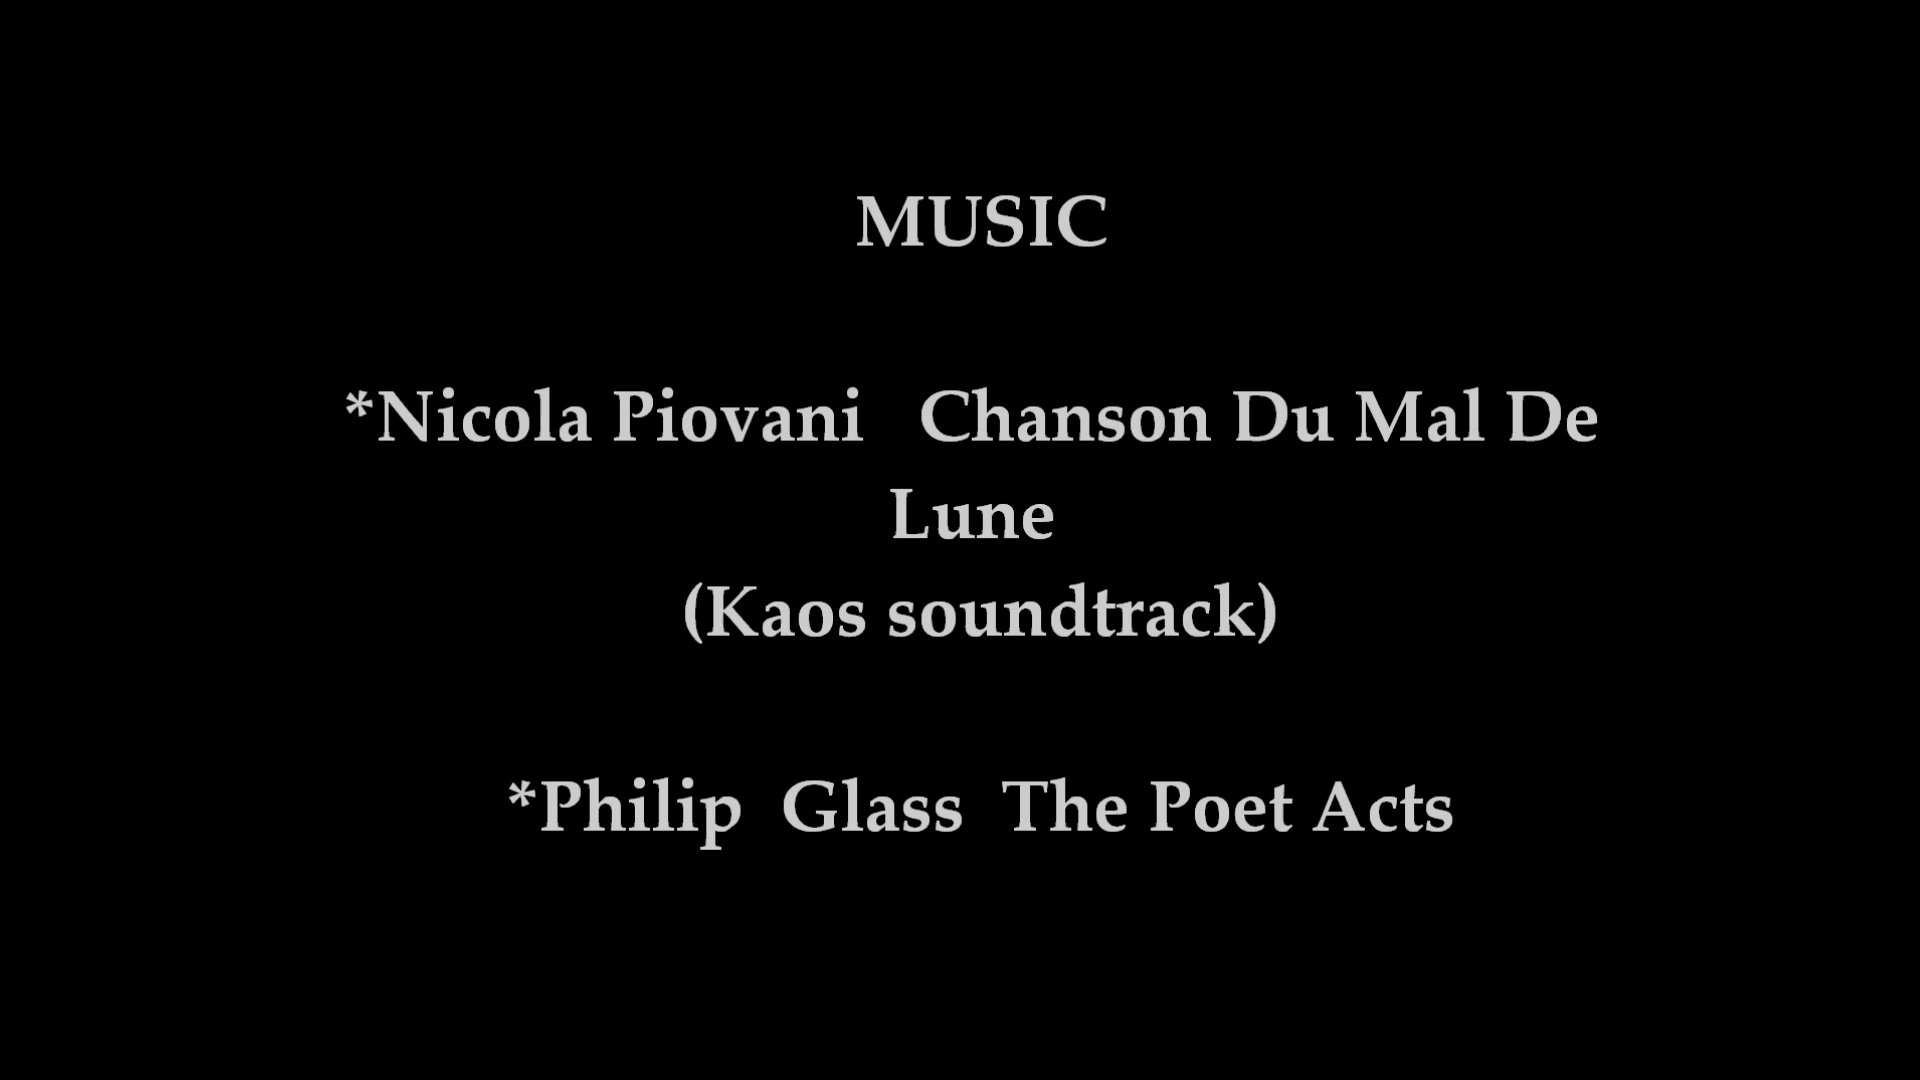 MUSIC
*Nicola Piovani   Chanson Du Mal De
Lune
(Kaos soundtrack)
*Philip  Glass  The Poet Acts